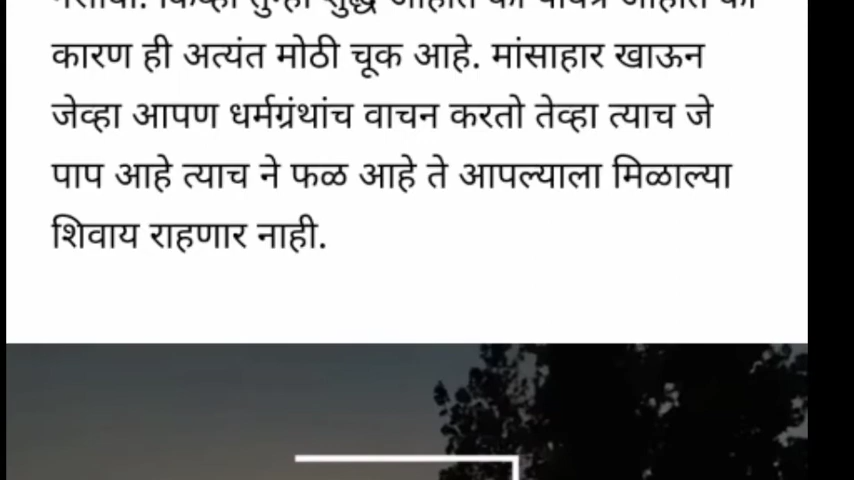 कारण ही अत्यंत मोठी चूक आहे. मांसाहार खाऊन
जेव्हा आपण धर्मग्रंथांच वाचन करतो तेव्हा त्याच जे
पाप आहे त्याच ने फळ आहे ते आपल्याला मिळाल्या
शिवाय राहणार नाही.